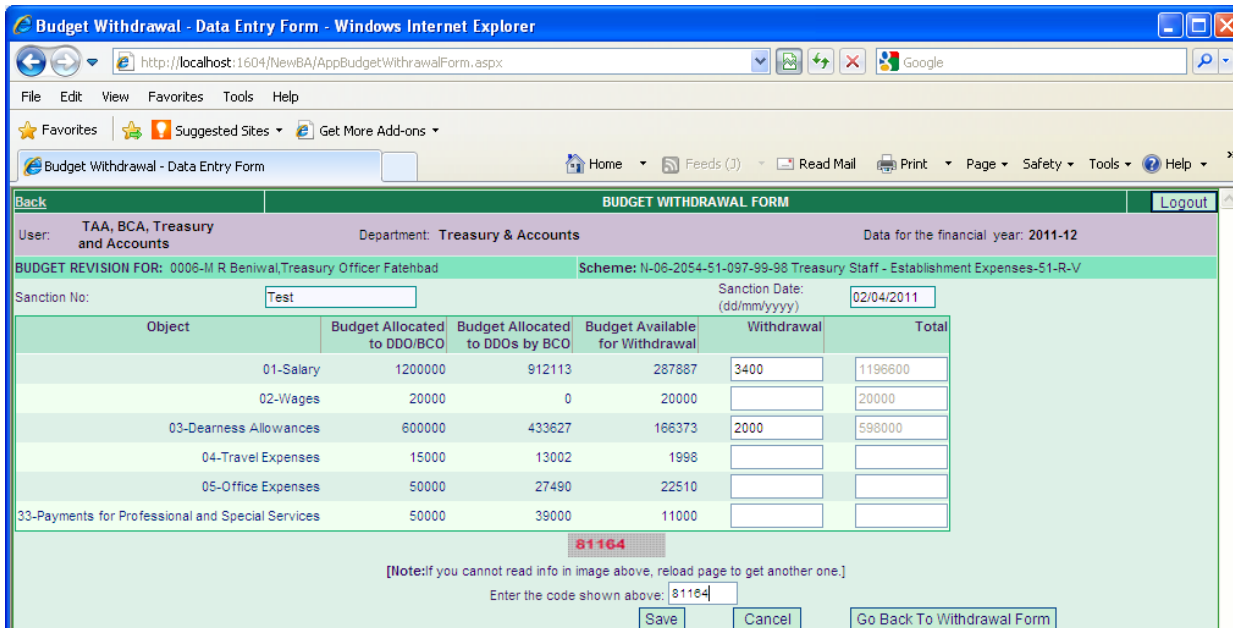 Budget Withdrawal - Data Entry Form - Windows Internet Explorer
http://localhost:1604/NewBA/AppBudgetWithrawalForm.aspx Google
File Edit View Favorites Tools Help
Favorites Suggested Sites Get More Add-ons
Budget Withdrawal - Data Entry Form Home Feeds (J) Read Mail Print Page Safety Tools Help »
Back BUDGET WITHDRAWAL FORM Logout
User: TAA, BCA, Treasury and Accounts Department: Treasury & Accounts Data for the financial year: 2011-12
BUDGET REVISION FOR: 0006-M R Beniwal,Treasury Officer Fatehbad Scheme: N-06-2054-51-097-99-98 Treasury Staff - Establishment Expenses-51-R-V
Sanction No: Test Sanction Date: (dd/mm/yyyy) 02/04/2011
Object Budget Allocated to DDO/BCO Budget Allocated to DDOs by BCO Budget Available for Withdrawal Withdrawal Total
01-Salary 1200000 912113 287887 3400 1196600
02-Wages 20000 0 20000 20000
03-Dearness Allowances 600000 433627 166373 2000 598000
04-Travel Expenses 15000 13002 1998
05-Office Expenses 50000 27490 22510
33-Payments for Professional and Special Services 50000 39000 11000
81164
[Note:If you cannot read info in image above, reload page to get another one.]
Enter the code shown above: 81164
Save Cancel Go Back To Withdrawal Form